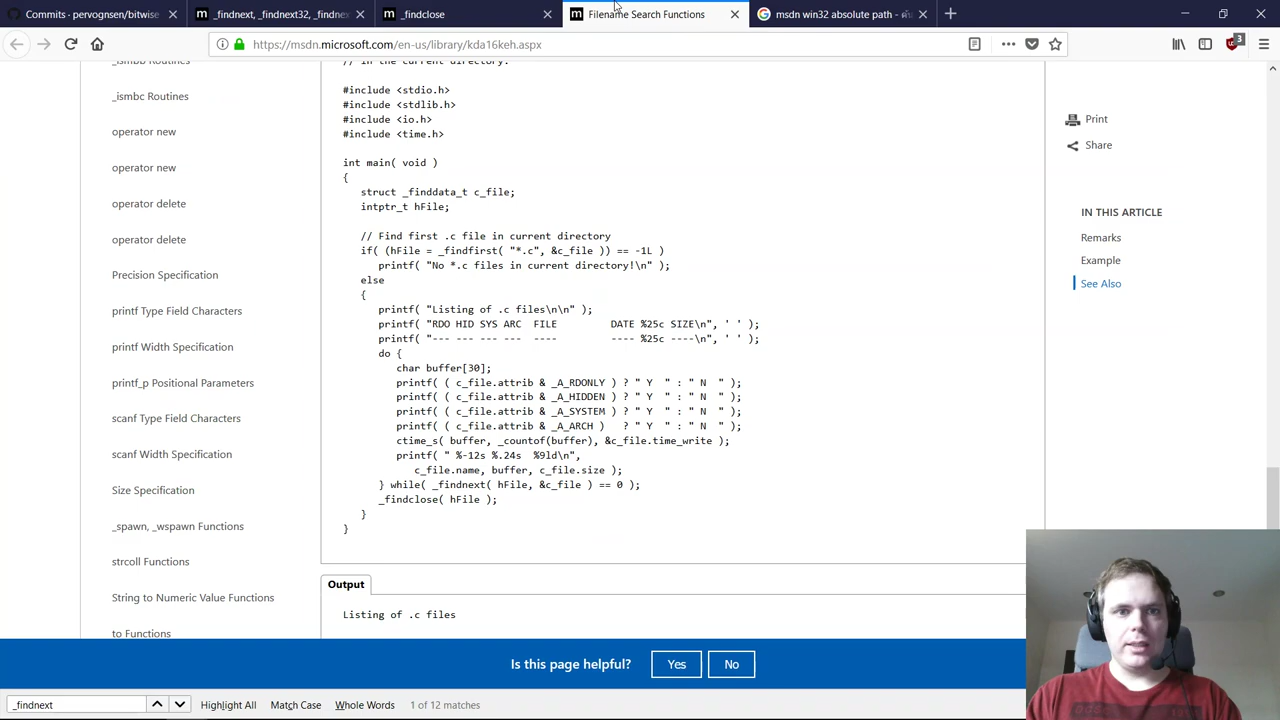 Commits · pervognsen/bitwise
_findnext, _findnext32, _findne
_findclose
Filename Search Functions
msdn win32 absolute path -
https://msdn.microsoft.com/en-us/library/kda16keh.aspx
3
_ismbb Routines
_ismbc Routines
operator new
operator new
operator delete
operator delete
Precision Specification
printf Type Field Characters
printf Width Specification
printf_p Positional Parameters
scanf Type Field Characters
scanf Width Specification
Size Specification
_spawn, _wspawn Functions
strcoll Functions
String to Numeric Value Functions
to Functions
// in the current directory.
#include <stdio.h>
#include <stdlib.h>
#include <io.h>
#include <time.h>
int main( void )
{
struct _finddata_t c_file;
intptr_t hFile;
// Find first .c file in current directory
if( (hFile = _findfirst( "*.c", &c_file )) == -1L )
printf( "No *.c files in current directory!\n" );
else
{
printf( "Listing of .c files\n\n" );
printf( "RDO HID SYS ARC  FILE         DATE %25c SIZE\n", ' ' );
printf( "--- --- --- ---  ----         ---- %25c ----\n", ' ' );
do {
char buffer[30];
printf( ( c_file.attrib & _A_RDONLY ) ? " Y  " : " N  " );
printf( ( c_file.attrib & _A_HIDDEN ) ? " Y  " : " N  " );
printf( ( c_file.attrib & _A_SYSTEM ) ? " Y  " : " N  " );
printf( ( c_file.attrib & _A_ARCH )   ? " Y  " : " N  " );
ctime_s( buffer, _countof(buffer), &c_file.time_write );
printf( " %-12s %.24s  %9ld\n",
c_file.name, buffer, c_file.size );
} while( _findnext( hFile, &c_file ) == 0 );
_findclose( hFile );
}
}
Output
Listing of .c files
Print
Share
IN THIS ARTICLE
Remarks
Example
See Also
Is this page helpful?
Yes
No
_findnext
Highlight All
Match Case
Whole Words
1 of 12 matches